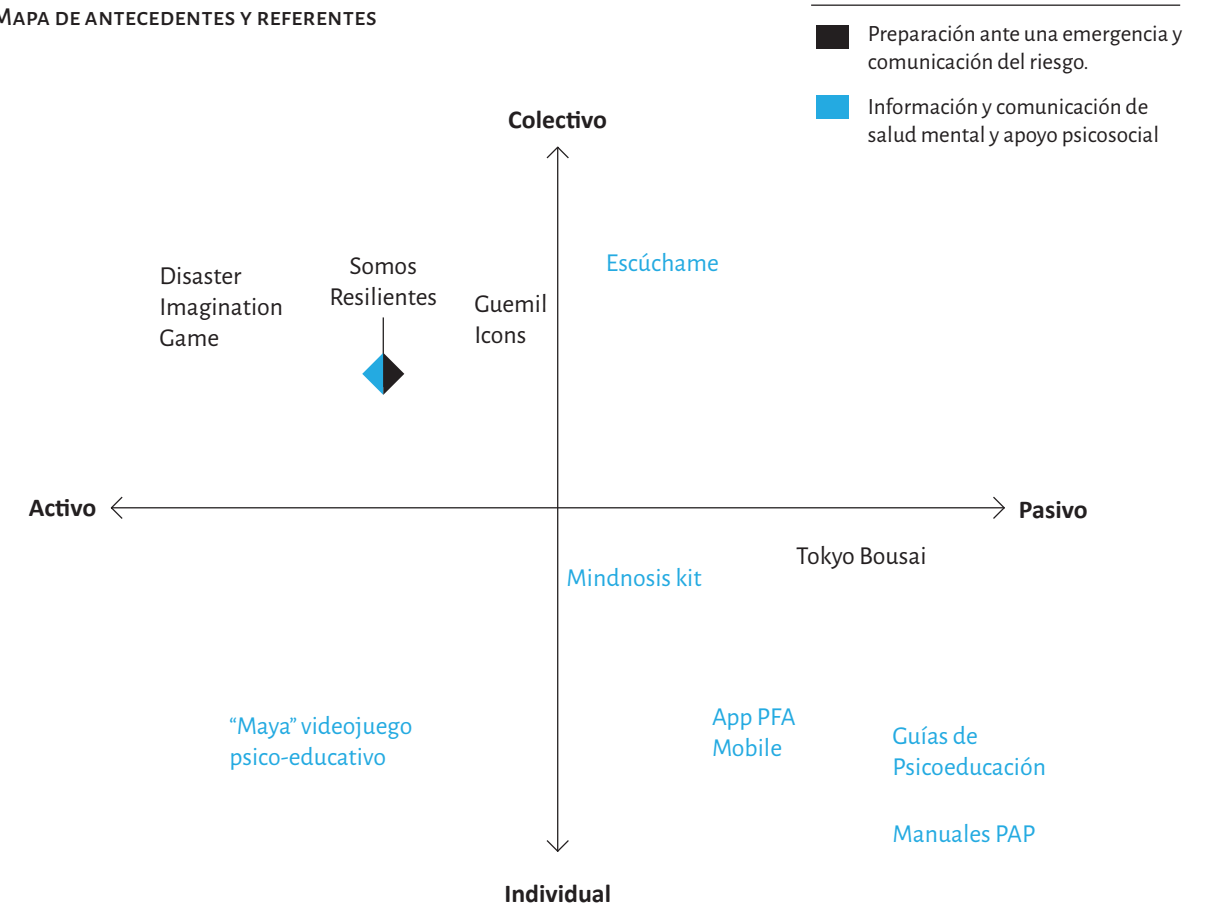 MAPA DE ANTECEDENTES Y REFERENTES
Preparación ante una emergencia y
comunicación del riesgo.
Información y comunicación de
salud mental y apoyo psicosocial
Colectivo
Disaster
Imagination
Game
Somos
Resilientes
Guemil
Icons
Escúchame
Activo
Pasivo
Tokyo Bousai
Mindnosis kit
“Maya” videojuego
psico-educativo
App PFA
Mobile
Guías de
Psicoeducación
Manuales PAP
Individual